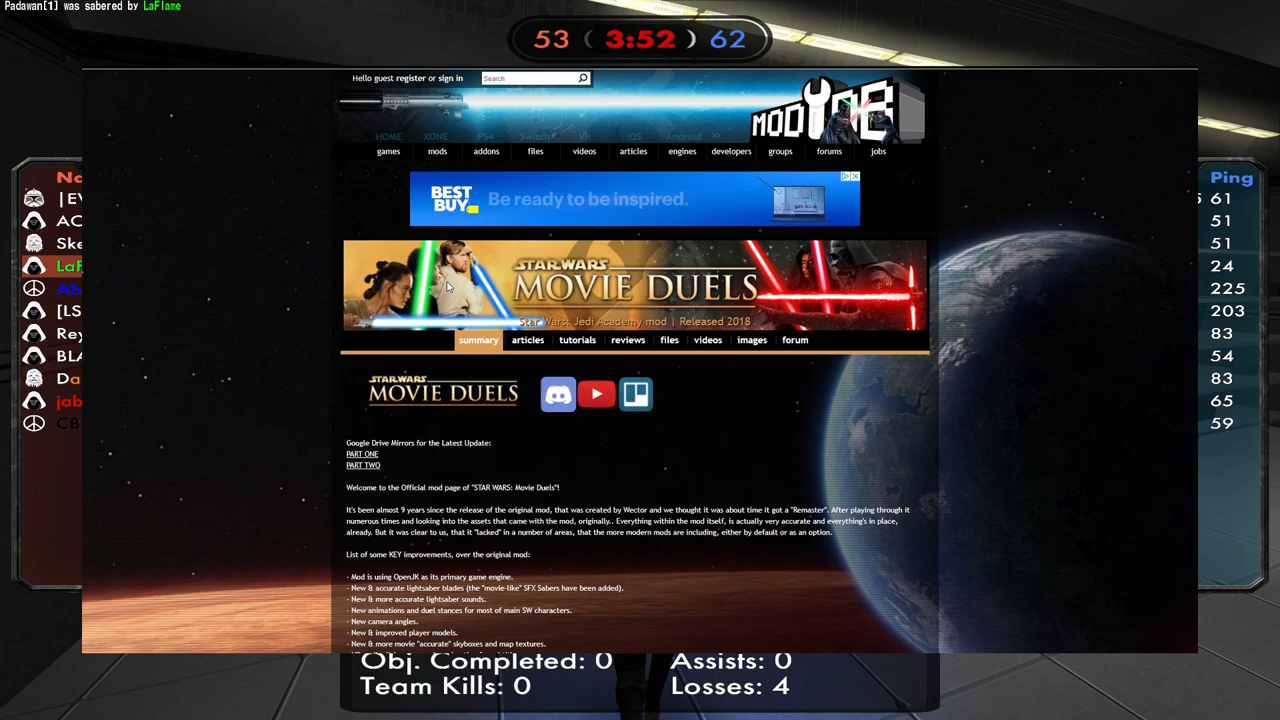 Padawan[1] was sabered by LaFlame
53 ( 3:52 ) 62
Hello guest register or sign in
Search
MOD DB
HOME XONE PS4 Switch VR iOS Android >>
games mods addons files videos articles engines developers groups forums jobs
BEST BUY Be ready to be inspired.
STAR WARS
MOVIE DUELS
Star Wars: Jedi Academy mod | Released 2018
summary articles tutorials reviews files videos images forum
STAR WARS
MOVIE DUELS
Google Drive Mirrors for the Latest Update:
PART ONE
PART TWO
Welcome to the Official mod page of "STAR WARS: Movie Duels"!
It's been almost 9 years since the release of the original mod, that was created by Wector and we thought it was about time it got a "Remaster". After playing through it
numerous times and looking into the assets that came with the mod, originally.. Everything within the mod itself, is actually very accurate and everything's in place,
already. But it was clear to us, that it "lacked" in a number of areas, that the more modern mods are including, either by default or as an option.
List of some KEY improvements, over the original mod:
- Mod is using OpenJK as its primary game engine.
- New & accurate lightsaber blades (the "movie-like" SFX Sabers have been added).
- New & more accurate lightsaber sounds.
- New animations and duel stances for most of main SW characters.
- New camera angles.
- New & improved player models.
- New & more movie "accurate" skyboxes and map textures.
Ping
61
51
51
24
225
203
83
54
83
65
59
Obj. Completed: 0 Assists: 0
Team Kills: 0 Losses: 4